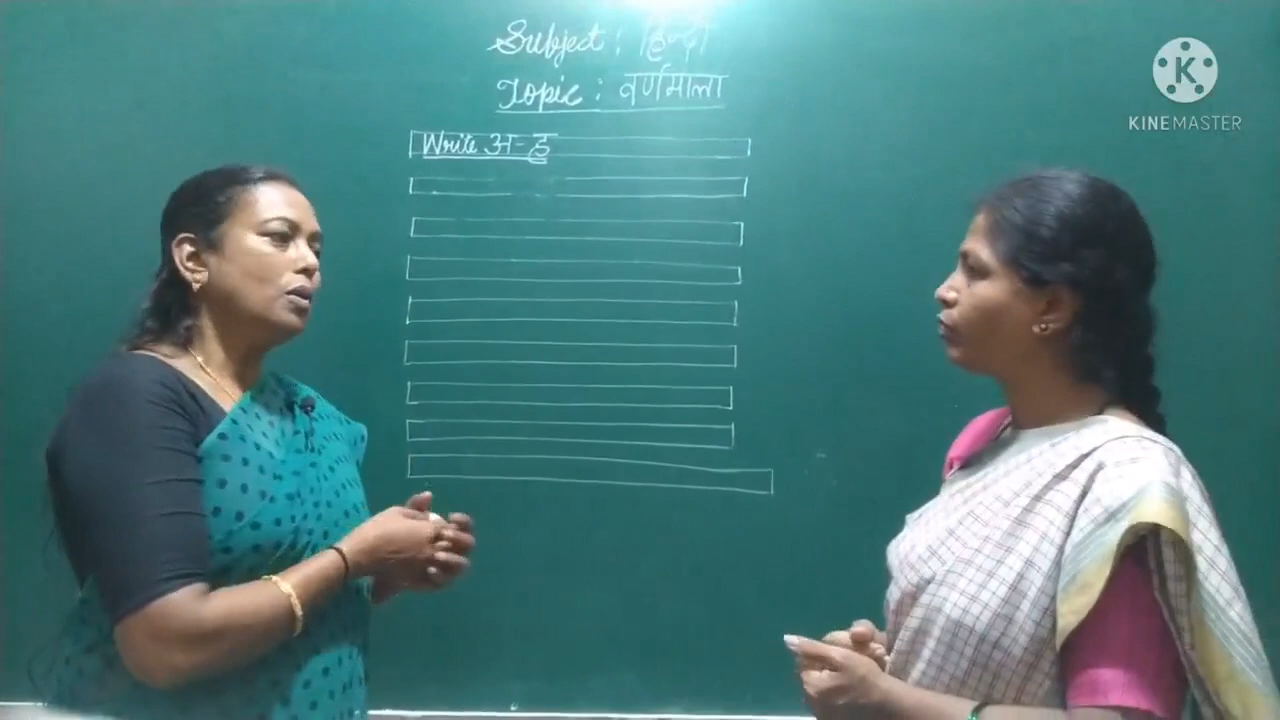 Subject : हिन्दी
Topic : वर्णमाला
Write अ-ह
K
KINEMASTER